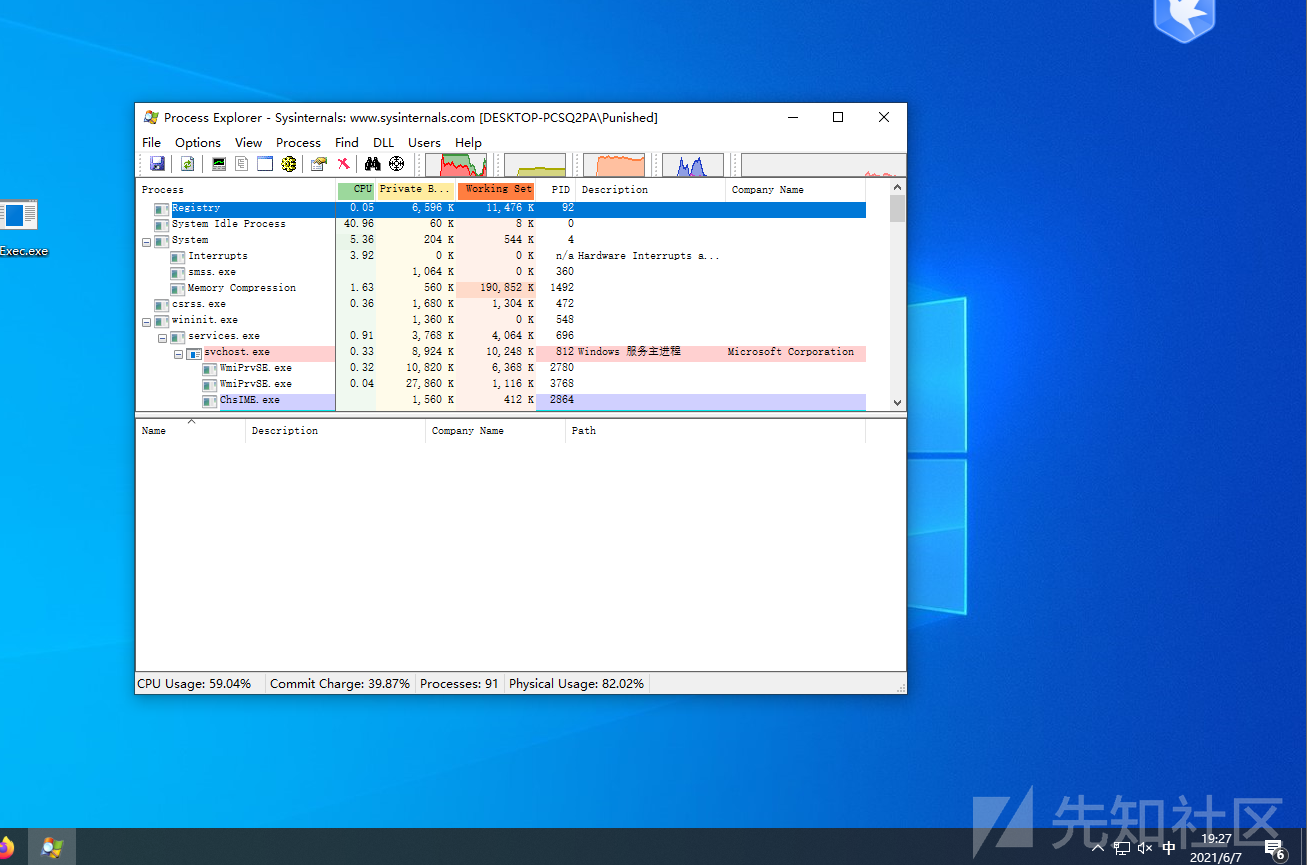 Process Explorer - Sysinternals: www.sysinternals.com [DESKTOP-PCSQ2PA\Punished]
File Options View Process Find DLL Users Help
Process CPU Private B... Working Set PID Description Company Name
Registry 0.05 6,596 K 11,476 K 92
System Idle Process 40.96 60 K 8 K 0
System 5.36 204 K 544 K 4
Interrupts 3.92 0 K 0 K n/a Hardware Interrupts a...
smss.exe 1,064 K 0 K 360
Memory Compression 1.63 560 K 190,852 K 1492
csrss.exe 0.36 1,680 K 1,304 K 472
wininit.exe 1,360 K 0 K 548
services.exe 0.91 3,768 K 4,064 K 696
svchost.exe 0.33 8,924 K 10,248 K 812 Windows 服务主进程 Microsoft Corporation
WmiPrvSE.exe 0.32 10,820 K 6,368 K 2780
WmiPrvSE.exe 0.04 27,860 K 1,116 K 3768
ChsIME.exe 1,560 K 412 K 2864
Exec.exe
Name Description Company Name Path
CPU Usage: 59.04% Commit Charge: 39.87% Processes: 91 Physical Usage: 82.02%
先知社区
中 19:27
2021/6/7
6